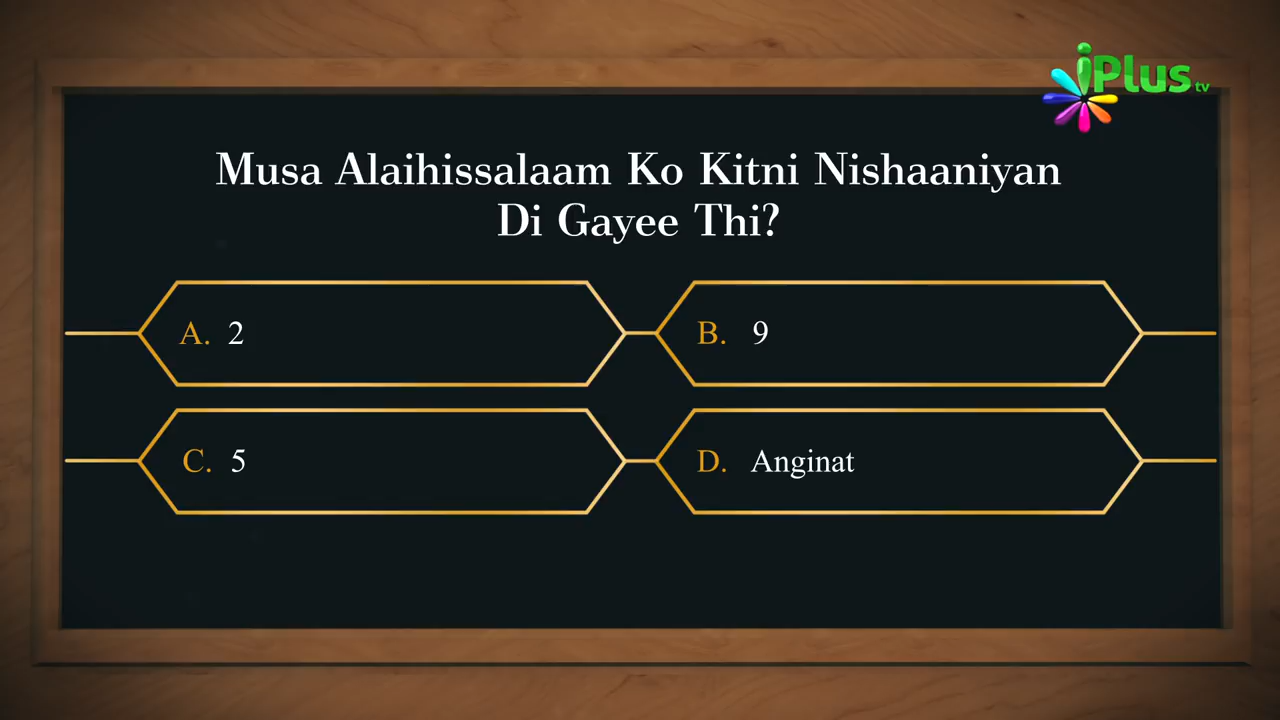 iPlus tv
Musa Alaihissalaam Ko Kitni Nishaaniyan
Di Gayee Thi?
A. 2
B. 9
C. 5
D. Anginat